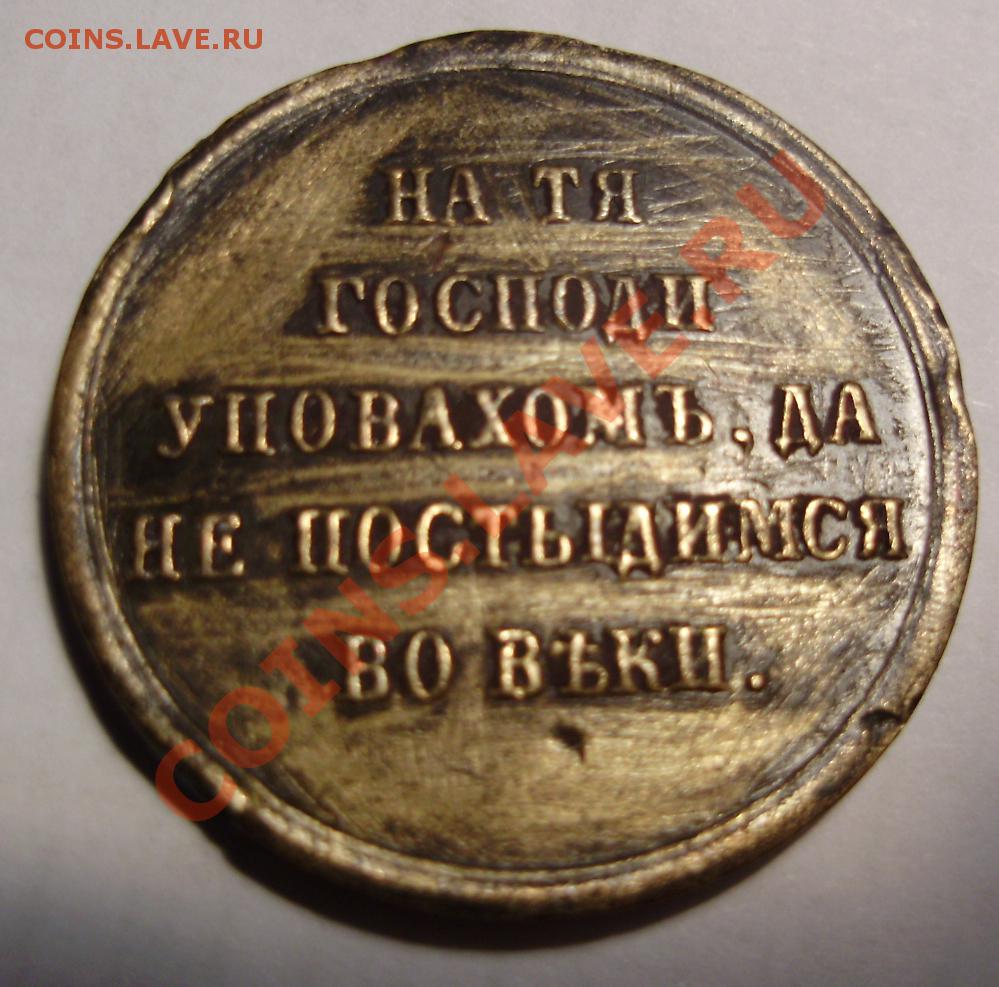 COINS.LAVE.RU
НА ТЯ
ГОСПОДИ
УПОВАХОМЪ, ДА
НЕ ПОСТЫДИМСЯ
ВО ВѢКИ.
COINS.LAVE.RU